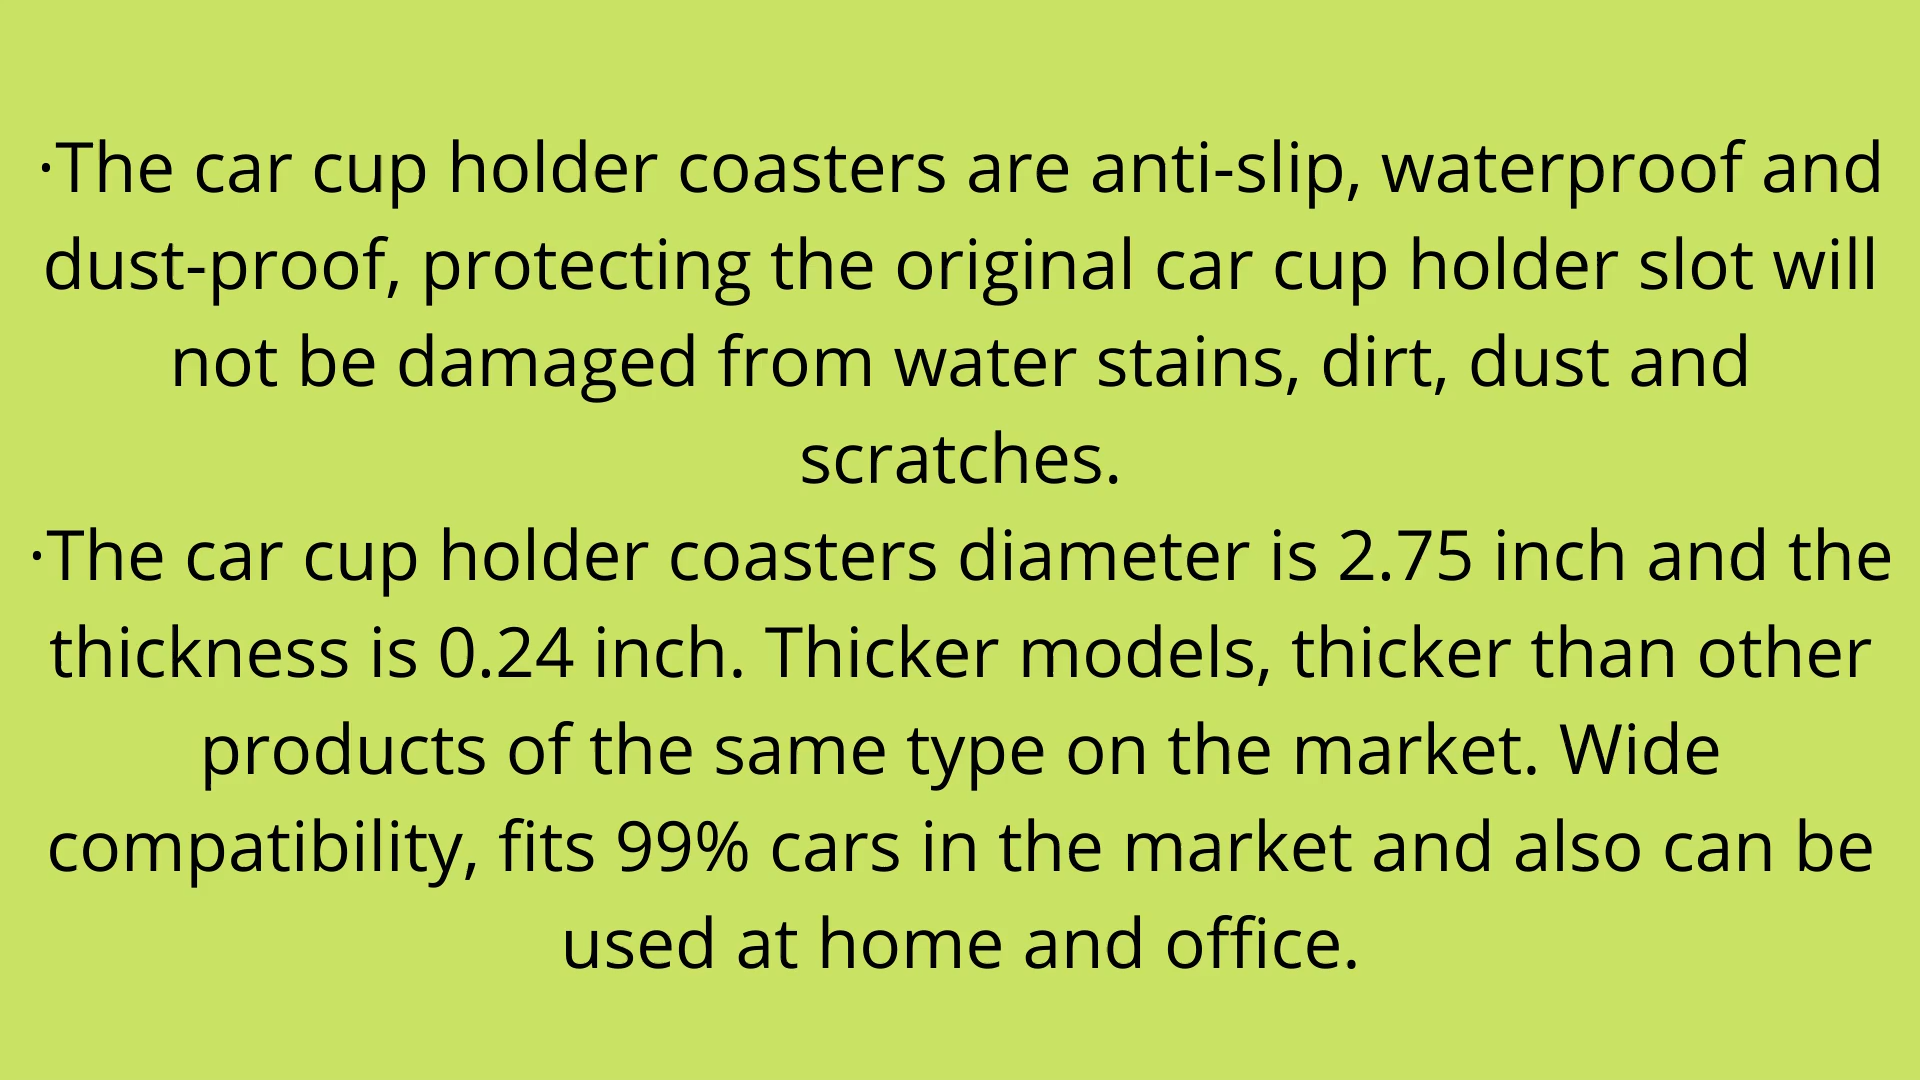 ·The car cup holder coasters are anti-slip, waterproof and
dust-proof, protecting the original car cup holder slot will
not be damaged from water stains, dirt, dust and
scratches.
·The car cup holder coasters diameter is 2.75 inch and the
thickness is 0.24 inch. Thicker models, thicker than other
products of the same type on the market. Wide
compatibility, fits 99% cars in the market and also can be
used at home and office.